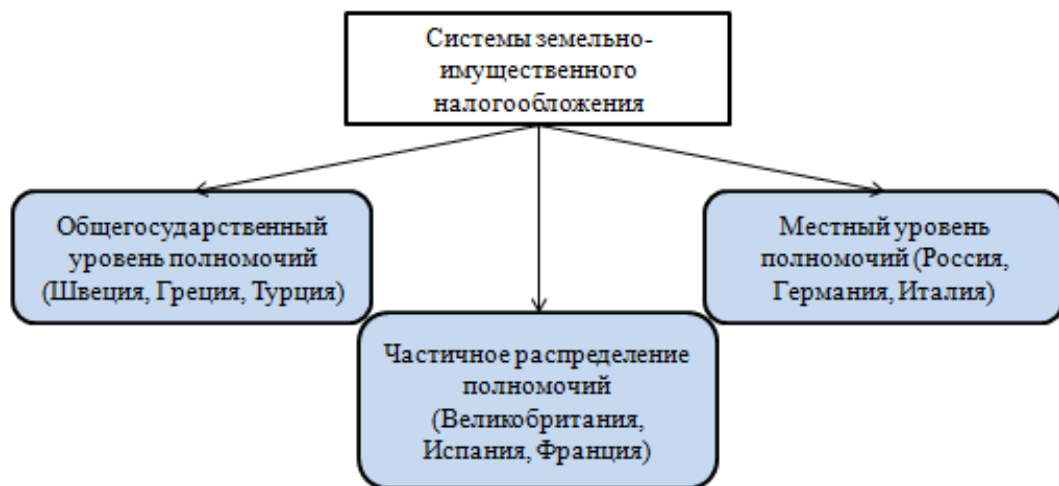 Системы земельно-
имущественного
налогообложения
Общегосударственный
уровень полномочий
(Швеция, Греция, Турция)
Частичное распределение
полномочий
(Великобритания,
Испания, Франция)
Местный уровень
полномочий (Россия,
Германия, Италия)